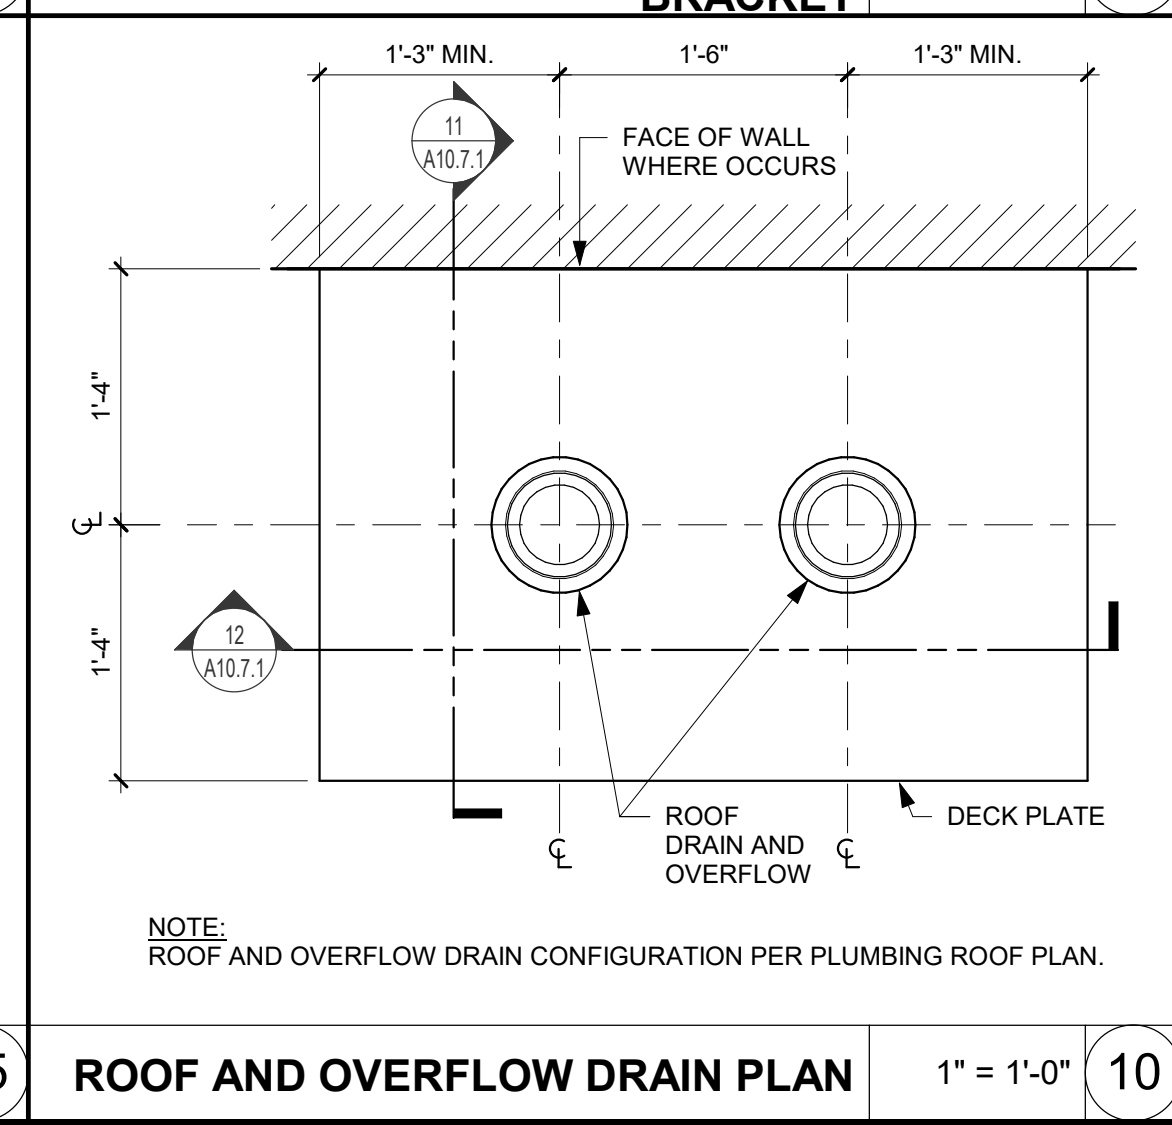 BRACKET
1'-3" MIN.
1'-6"
1'-3" MIN.
11
A10.7.1
FACE OF WALL
WHERE OCCURS
1'-4"
℄
1'-4"
12
A10.7.1
ROOF
DRAIN AND
OVERFLOW
DECK PLATE
℄
℄
NOTE:
ROOF AND OVERFLOW DRAIN CONFIGURATION PER PLUMBING ROOF PLAN.
5
ROOF AND OVERFLOW DRAIN PLAN
1" = 1'-0"
10